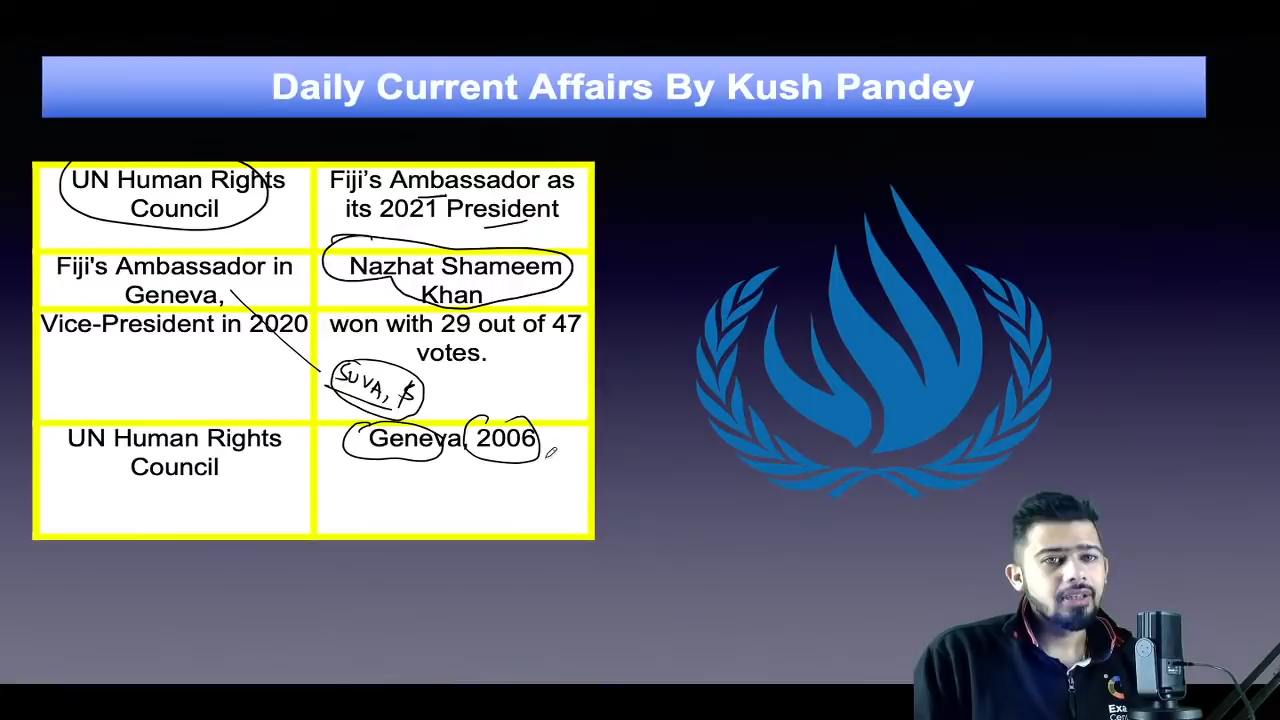 Daily Current Affairs By Kush Pandey
UN Human Rights
Council
Fiji’s Ambassador as
its 2021 President
Fiji's Ambassador in
Geneva,
Nazhat Shameem
Khan
Vice-President in 2020
won with 29 out of 47
votes.
SUVA, $
UN Human Rights
Council
Geneva, 2006
Exa
Cen